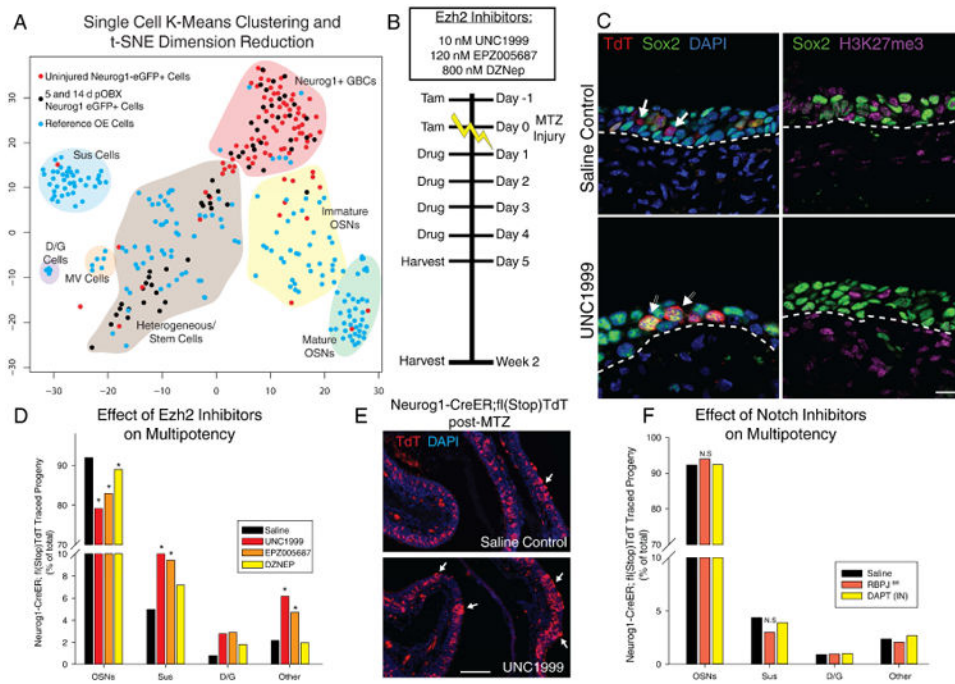 A
Single Cell K-Means Clustering and
t-SNE Dimension Reduction
Uninjured Neurog1-eGFP+ Cells
5 and 14 d pOBX
Neurog1 eGFP+ Cells
Reference OE Cells
Neurog1+ GBCs
Sus Cells
D/G
Cells
MV Cells
Immature
OSNs
Heterogeneous/
Stem Cells
Mature
OSNs
30
20
10
0
−10
−20
−30
−30
−20
−10
0
10
20
30
B
Ezh2 Inhibitors:
10 nM UNC1999
120 nM EPZ005687
800 nM DZNep
Tam Day -1
Tam Day 0 MTZ
Injury
Drug Day 1
Drug Day 2
Drug Day 3
Drug Day 4
Harvest Day 5
Harvest Week 2
C
TdT Sox2 DAPI
Sox2 H3K27me3
Saline Control
UNC1999
D
Effect of Ezh2 Inhibitors
on Multipotency
Neurog1-CreER; fl(Stop)TdT Traced Progeny
(% of total)
90
80
70
10
8
6
4
2
0
* * *
* *
* *
Saline
UNC1999
EPZ005687
DZNEP
OSNs Sus D/G Other
E
Neurog1-CreER;fl(Stop)TdT
post-MTZ
TdT DAPI
Saline Control
UNC1999
F
Effect of Notch Inhibitors
on Multipotency
Neurog1-CreER; fl(Stop)TdT Traced Progeny
(% of total)
100
95
90
85
80
75
70
10
5
0
N.S
N.S
Saline
RBPJ
DAPT (IN)
OSNs Sus D/G Other